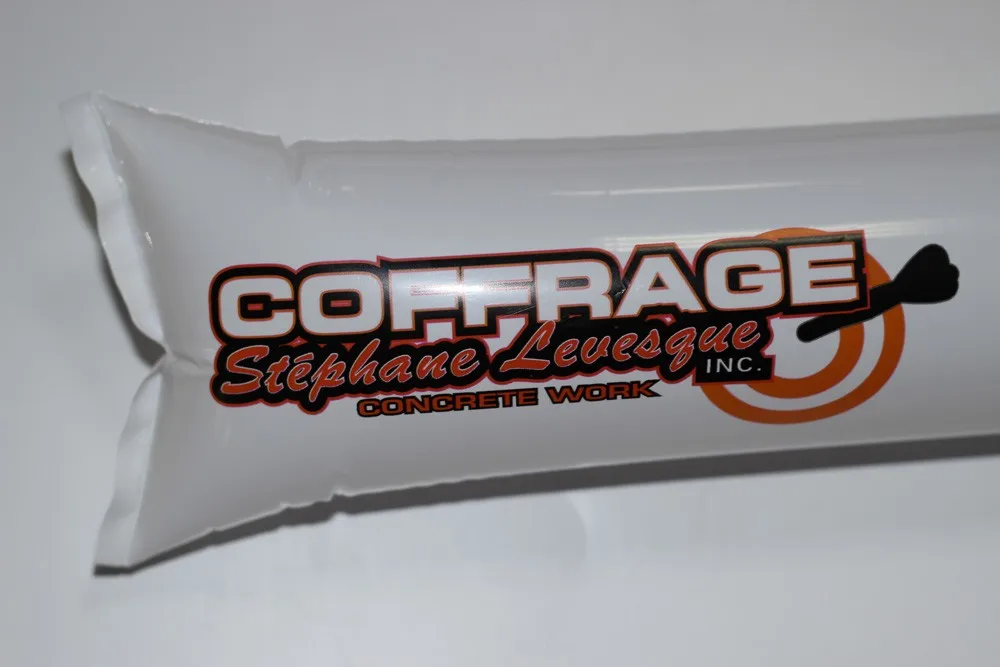 COFFRAGE
Stéphane Levesque
INC.
CONCRETE WORK